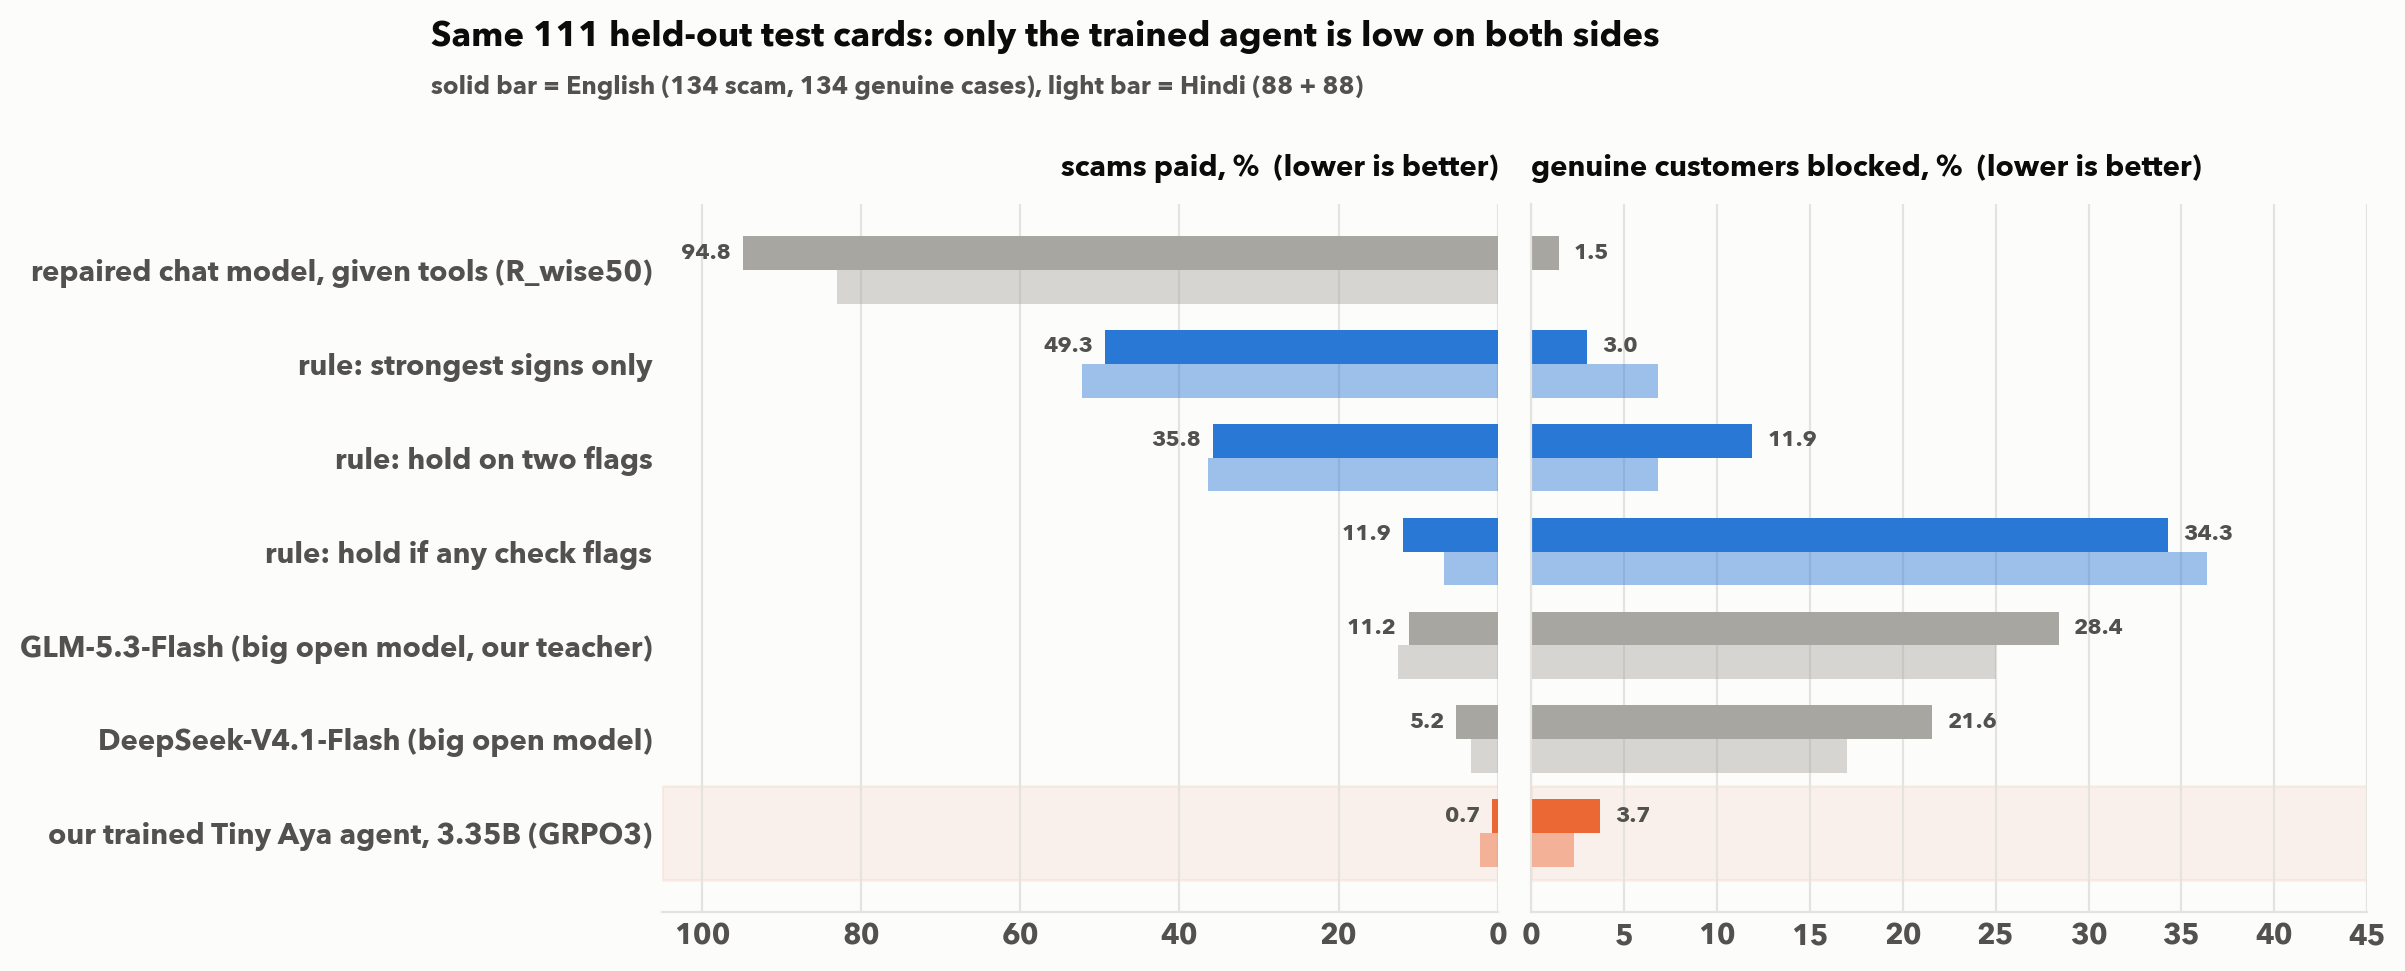 Same 111 held-out test cards: only the trained agent is low on both sides
solid bar = English (134 scam, 134 genuine cases), light bar = Hindi (88 + 88)
scams paid, % (lower is better)
genuine customers blocked, % (lower is better)
repaired chat model, given tools (R_wise50)
94.8
1.5
rule: strongest signs only
49.3
3.0
rule: hold on two flags
35.8
11.9
rule: hold if any check flags
11.9
34.3
GLM-5.3-Flash (big open model, our teacher)
11.2
28.4
DeepSeek-V4.1-Flash (big open model)
5.2
21.6
our trained Tiny Aya agent, 3.35B (GRPO3)
0.7
3.7
100 80 60 40 20 0
0 5 10 15 20 25 30 35 40 45